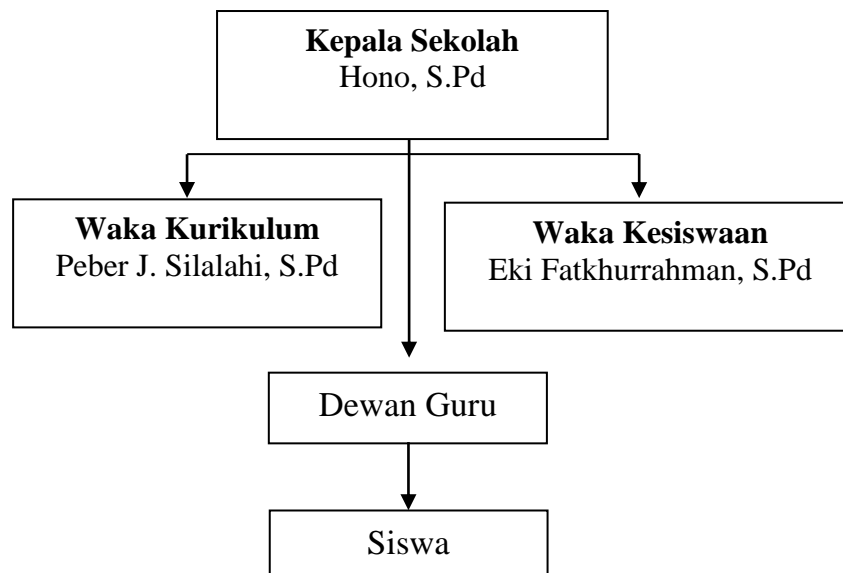 Kepala Sekolah
Hono, S.Pd
Waka Kurikulum
Peber J. Silalahi, S.Pd
Waka Kesiswaan
Eki Fatkhurrahman, S.Pd
Dewan Guru
Siswa